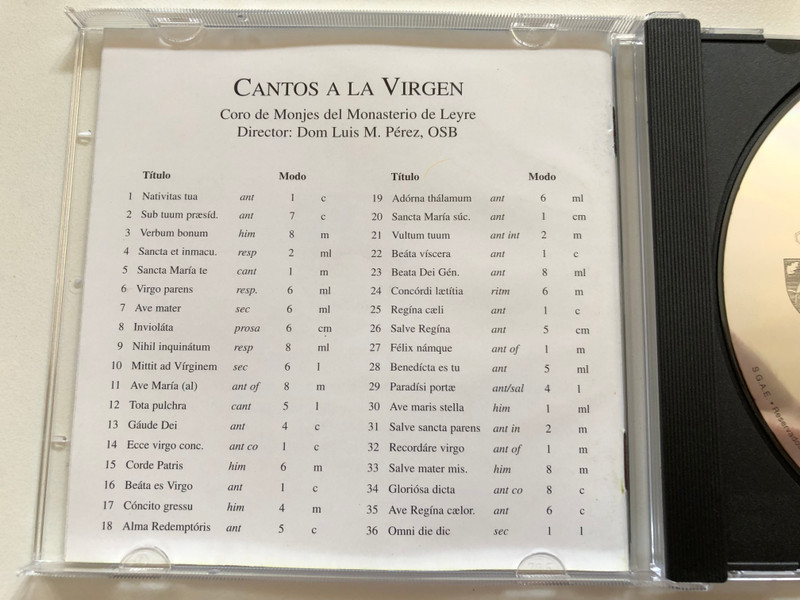 CANTOS A LA VIRGEN
Coro de Monjes del Monasterio de Leyre
Director: Dom Luis M. Pérez, OSB
Título Modo
1 Nativitas tua ant 1 c
2 Sub tuum præsíd. ant 7 c
3 Verbum bonum him 8 m
4 Sancta et inmacu. resp 2 ml
5 Sancta María te cant 1 m
6 Virgo parens resp. 6 ml
7 Ave mater sec 6 ml
8 Invioláta prosa 6 cm
9 Nihil inquinátum resp 8 ml
10 Mittit ad Vírginem sec 6 l
11 Ave María (al) ant of 8 m
12 Tota pulchra cant 5 l
13 Gáude Dei ant 4 c
14 Ecce virgo conc. ant co 1 c
15 Corde Patris him 6 m
16 Beáta es Virgo ant 1 c
17 Cóncito gressu him 4 m
18 Alma Redemptóris ant 5 c
Título Modo
19 Adórna thálamum ant 6 ml
20 Sancta María súc. ant 1 cm
21 Vultum tuum ant int 2 m
22 Beáta víscera ant 1 c
23 Beata Dei Gén. ant 8 ml
24 Concórdi lætítia ritm 6 m
25 Regína cæli ant 1 c
26 Salve Regína ant 5 cm
27 Félix námque ant of 1 m
28 Benedícta es tu ant 5 ml
29 Paradísi portæ ant/sal 4 l
30 Ave maris stella him 1 ml
31 Salve sancta parens ant in 2 m
32 Recordáre virgo ant of 1 m
33 Salve mater mis. him 8 m
34 Gloriósa dicta ant co 8 c
35 Ave Regína cælor. ant 6 c
36 Omni die dic sec 1 l
S.G.A.E. • Reservados